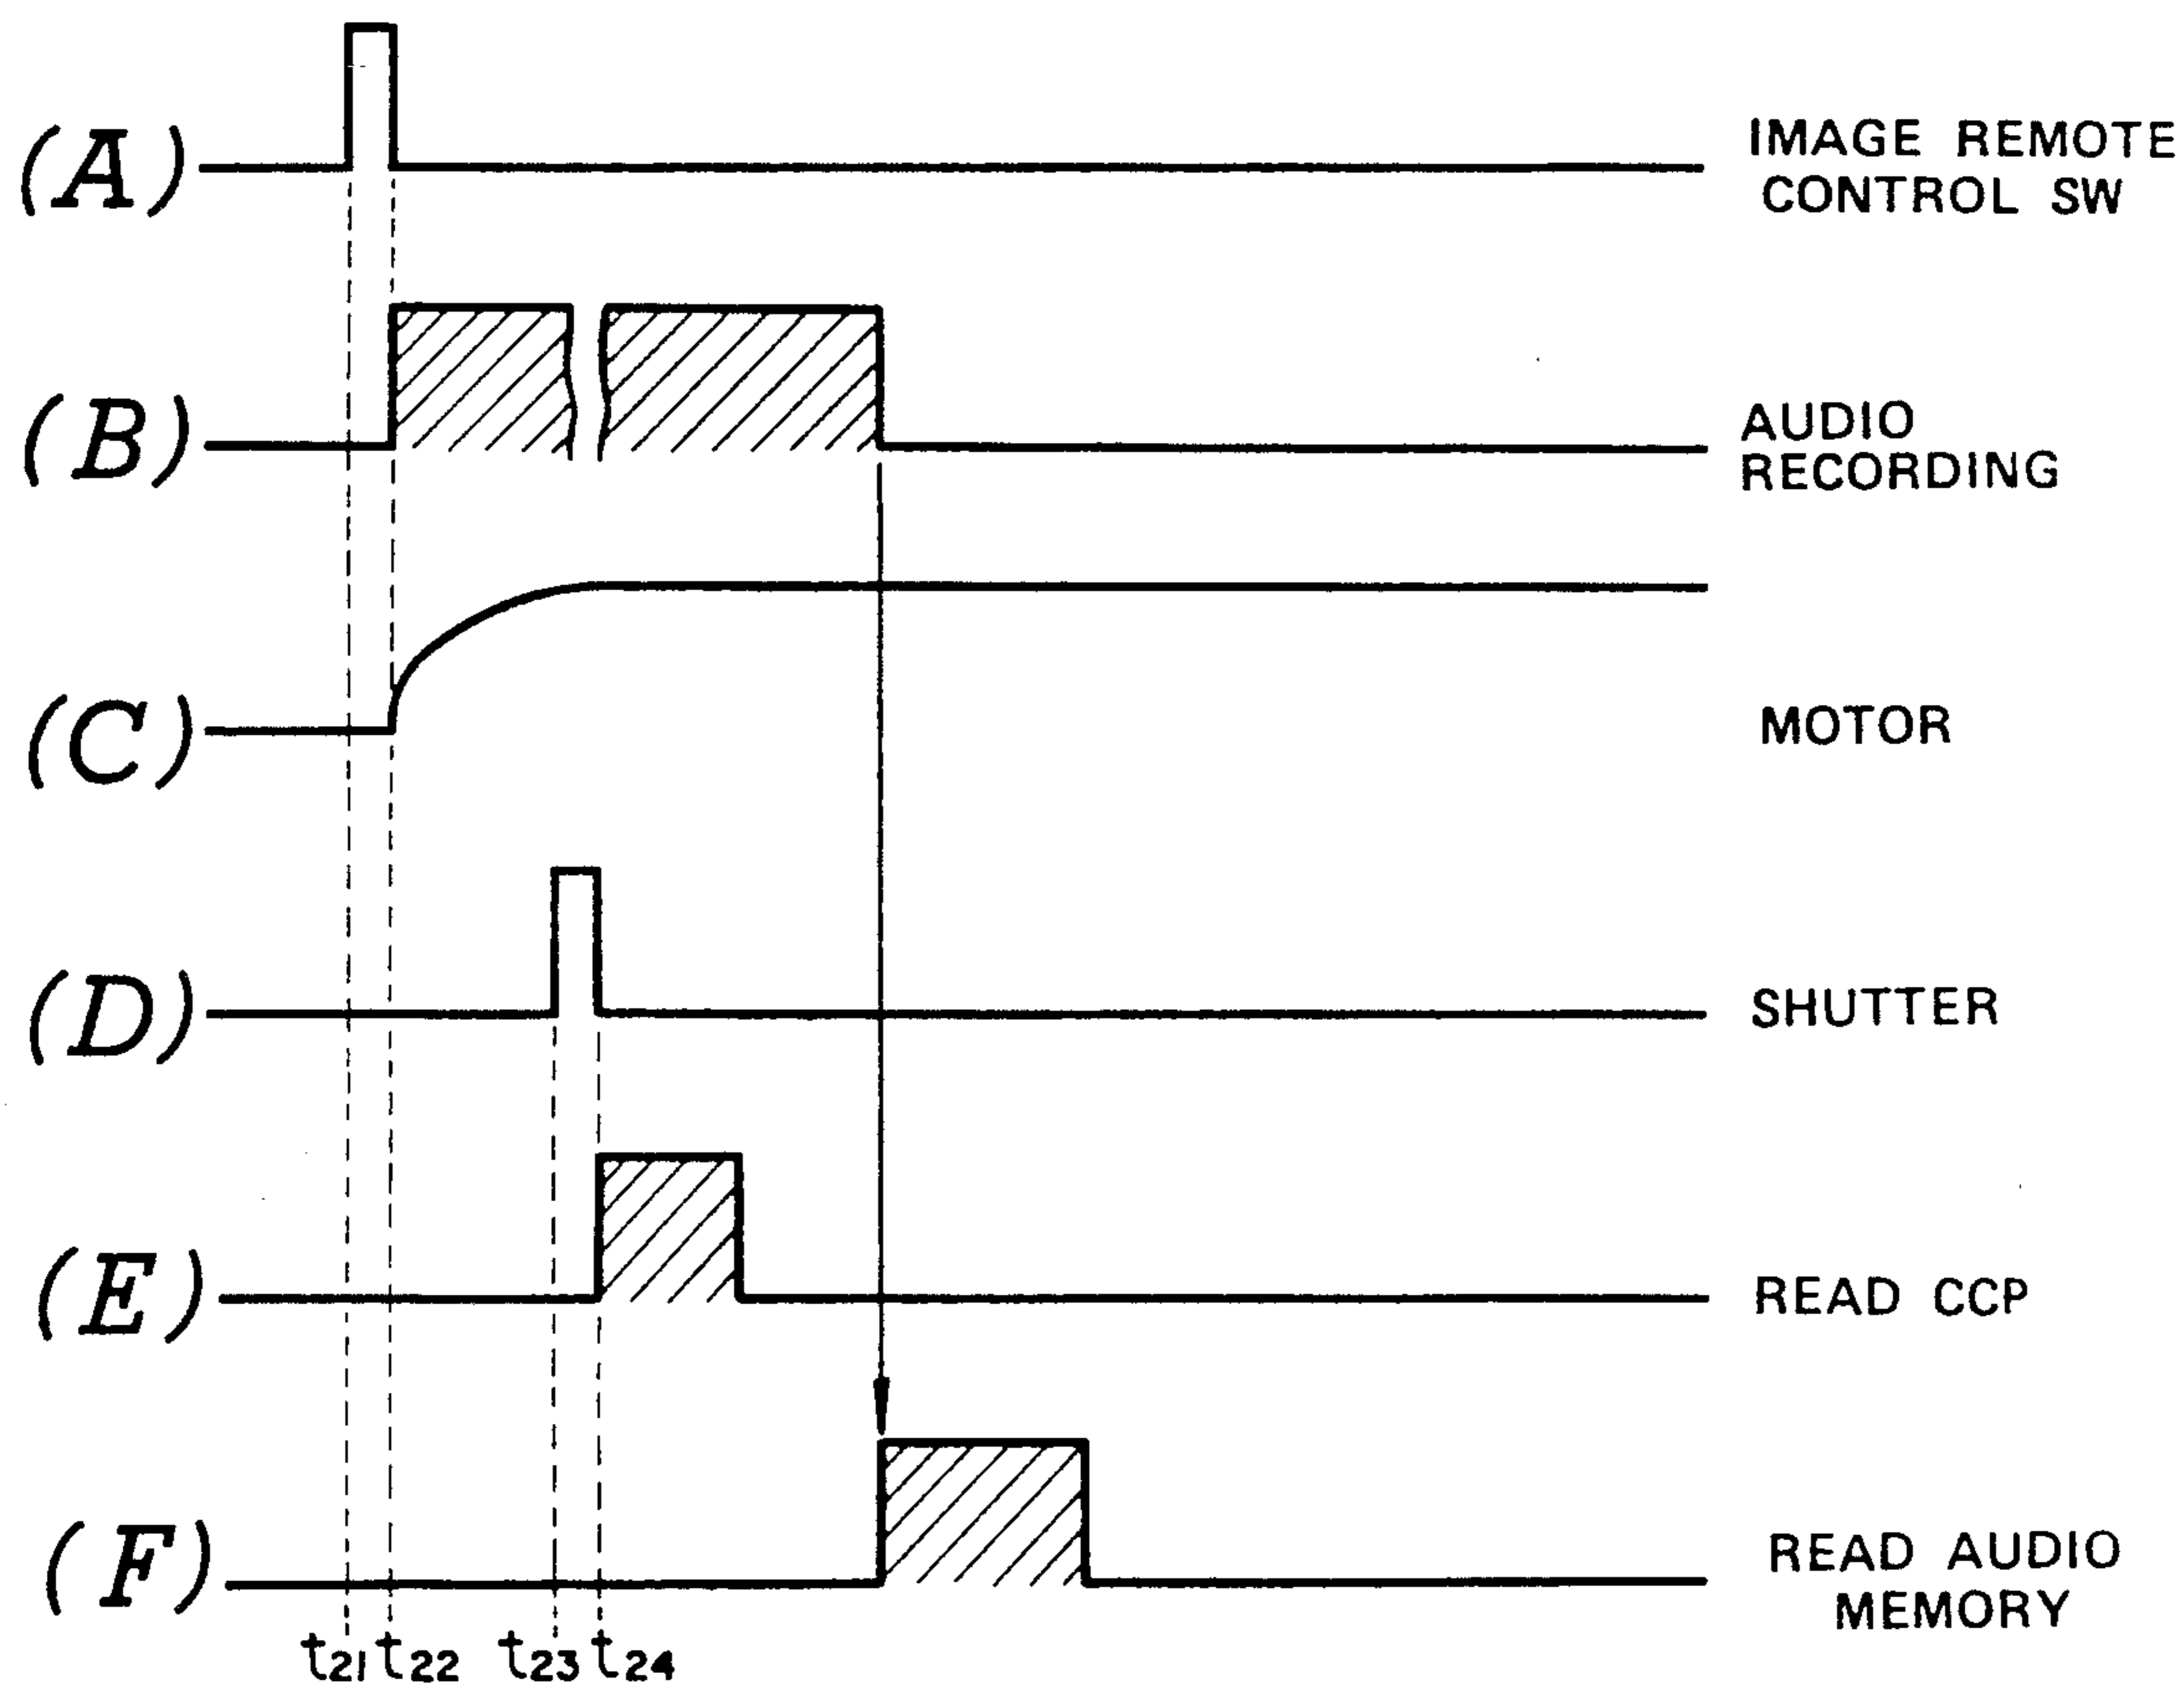 (A) IMAGE REMOTE
CONTROL SW
(B) AUDIO
RECORDING
(C) MOTOR
(D) SHUTTER
(E) READ CCP
(F) READ AUDIO
MEMORY
t21 t22 t23 t24